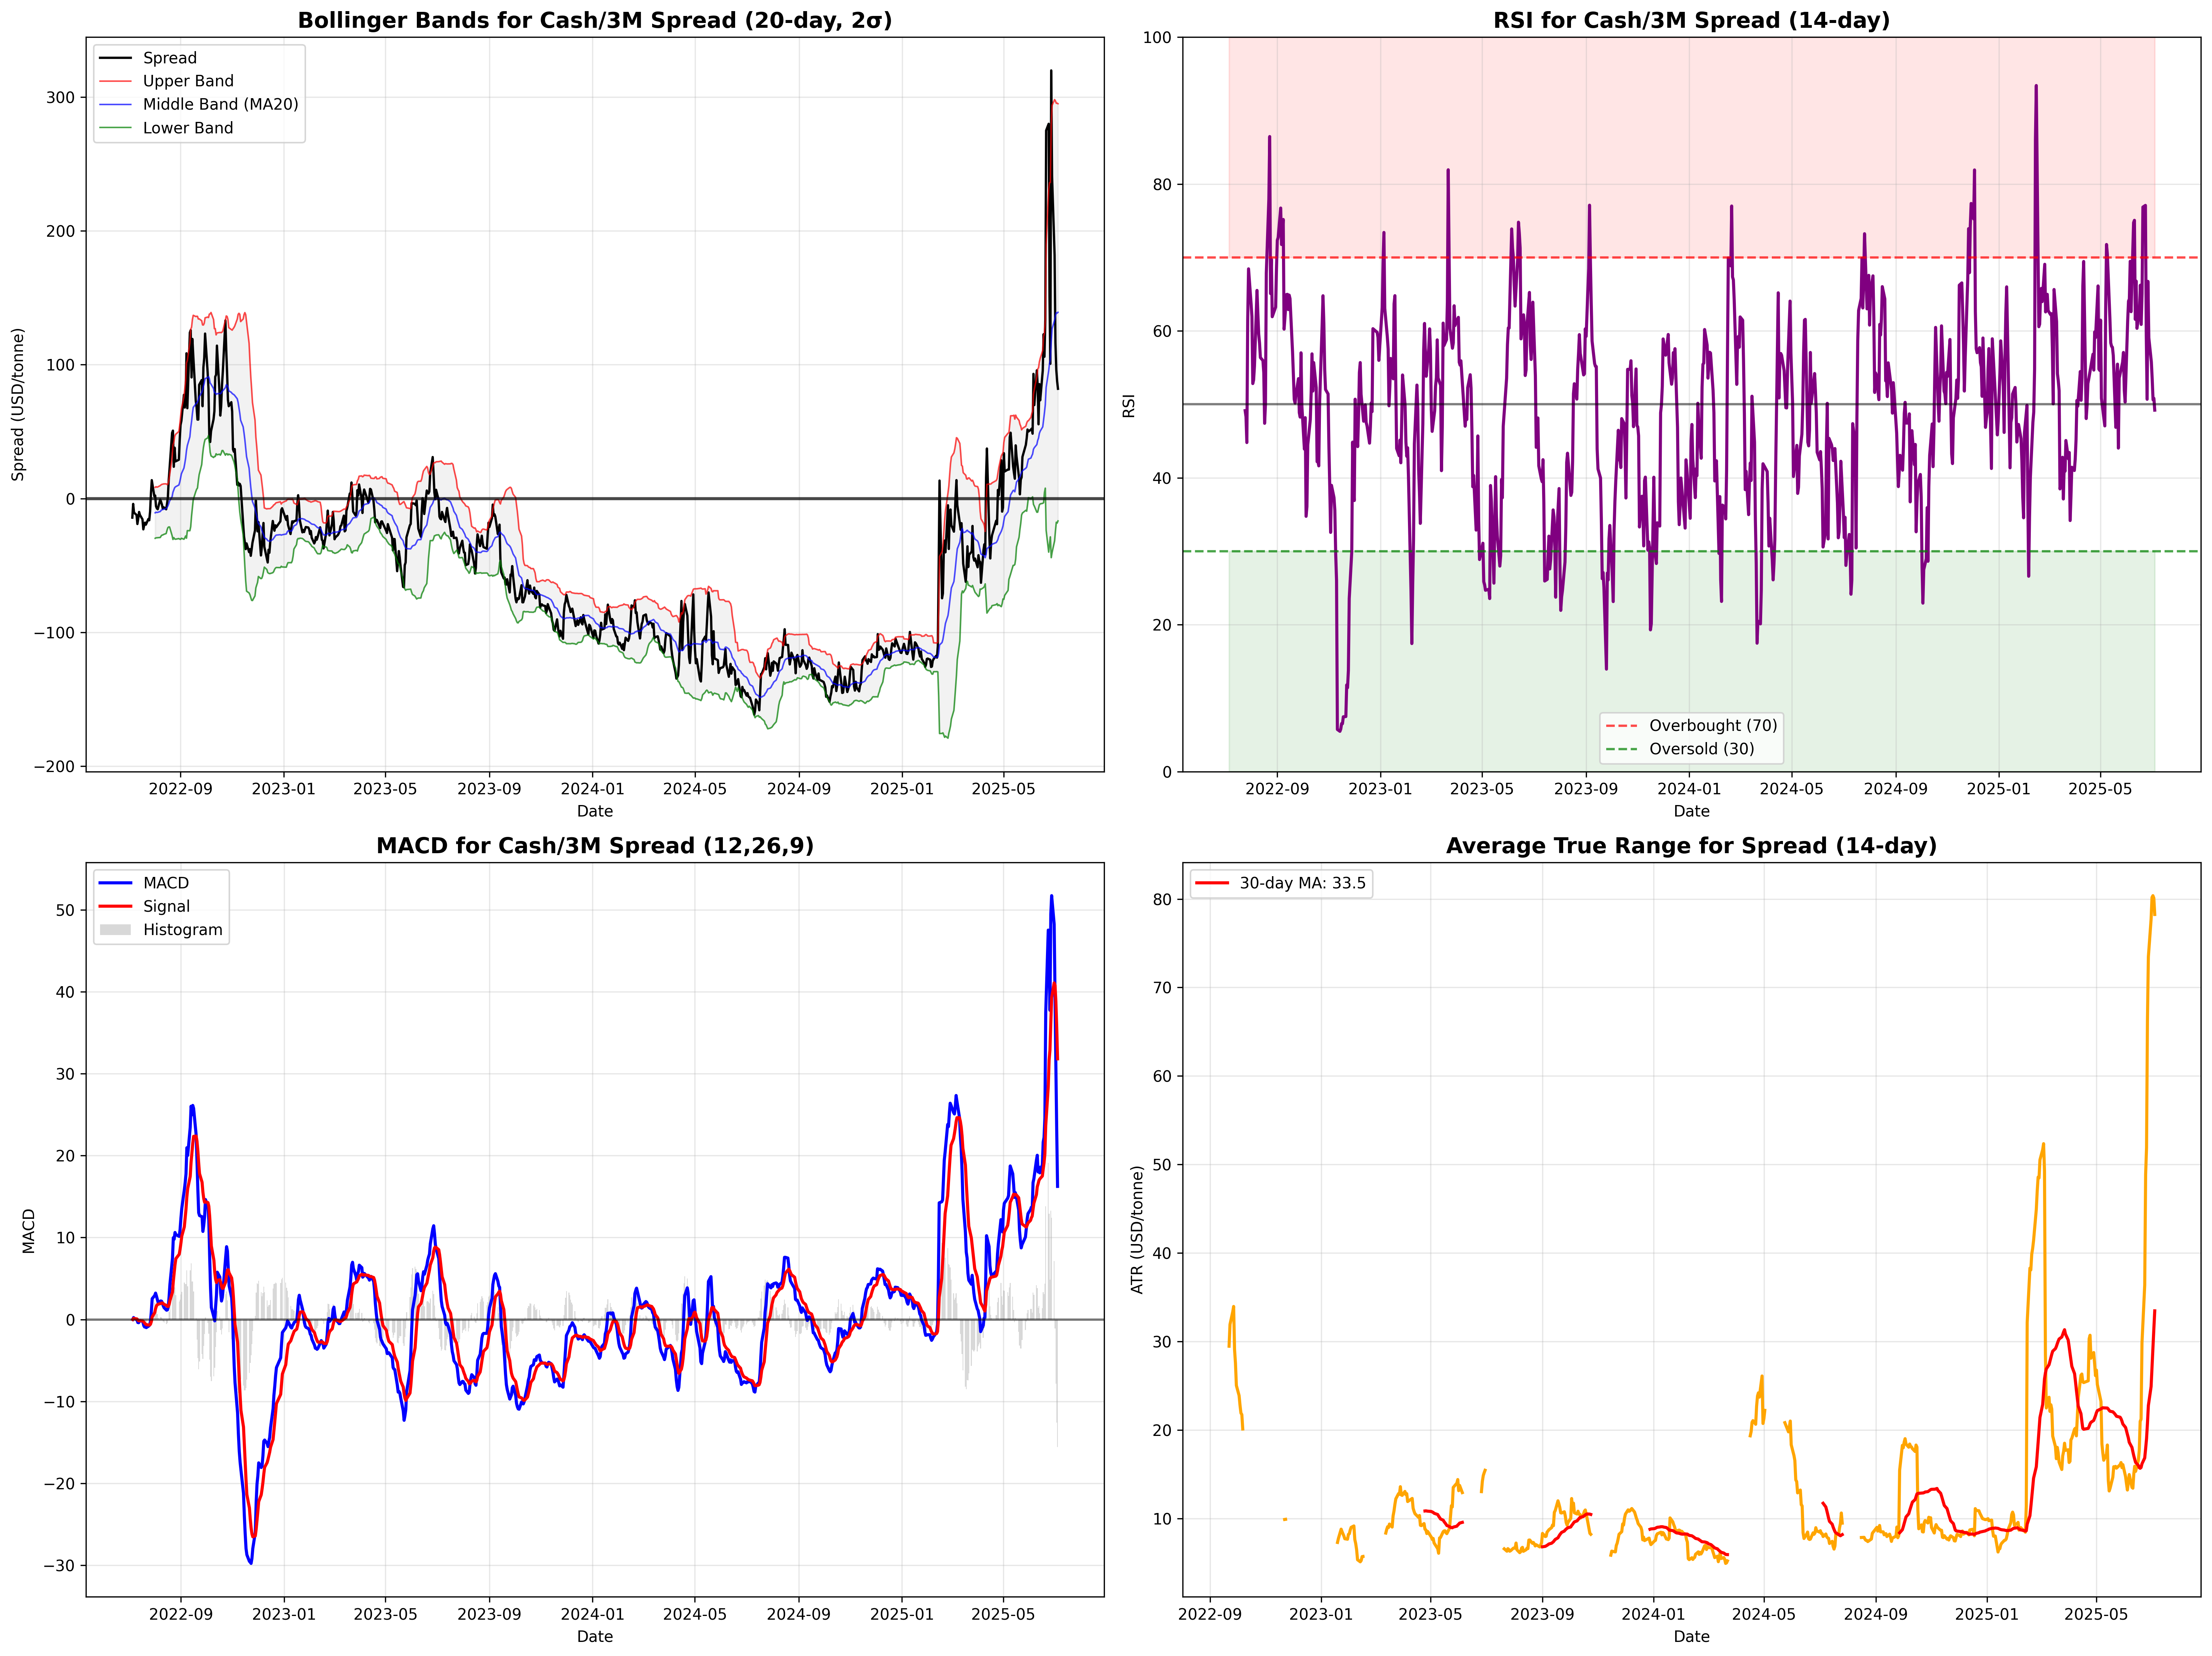 Bollinger Bands for Cash/3M Spread (20-day, 2σ)
Spread
Upper Band
Middle Band (MA20)
Lower Band
300
200
100
0
−100
−200
Spread (USD/tonne)
2022-09 2023-01 2023-05 2023-09 2024-01 2024-05 2024-09 2025-01 2025-05
Date
RSI for Cash/3M Spread (14-day)
100
80
60
40
20
0
RSI
Overbought (70)
Oversold (30)
2022-09 2023-01 2023-05 2023-09 2024-01 2024-05 2024-09 2025-01 2025-05
Date
MACD for Cash/3M Spread (12,26,9)
MACD
Signal
Histogram
50
40
30
20
10
0
−10
−20
−30
MACD
2022-09 2023-01 2023-05 2023-09 2024-01 2024-05 2024-09 2025-01 2025-05
Date
Average True Range for Spread (14-day)
30-day MA: 33.5
80
70
60
50
40
30
20
10
ATR (USD/tonne)
2022-09 2023-01 2023-05 2023-09 2024-01 2024-05 2024-09 2025-01 2025-05
Date